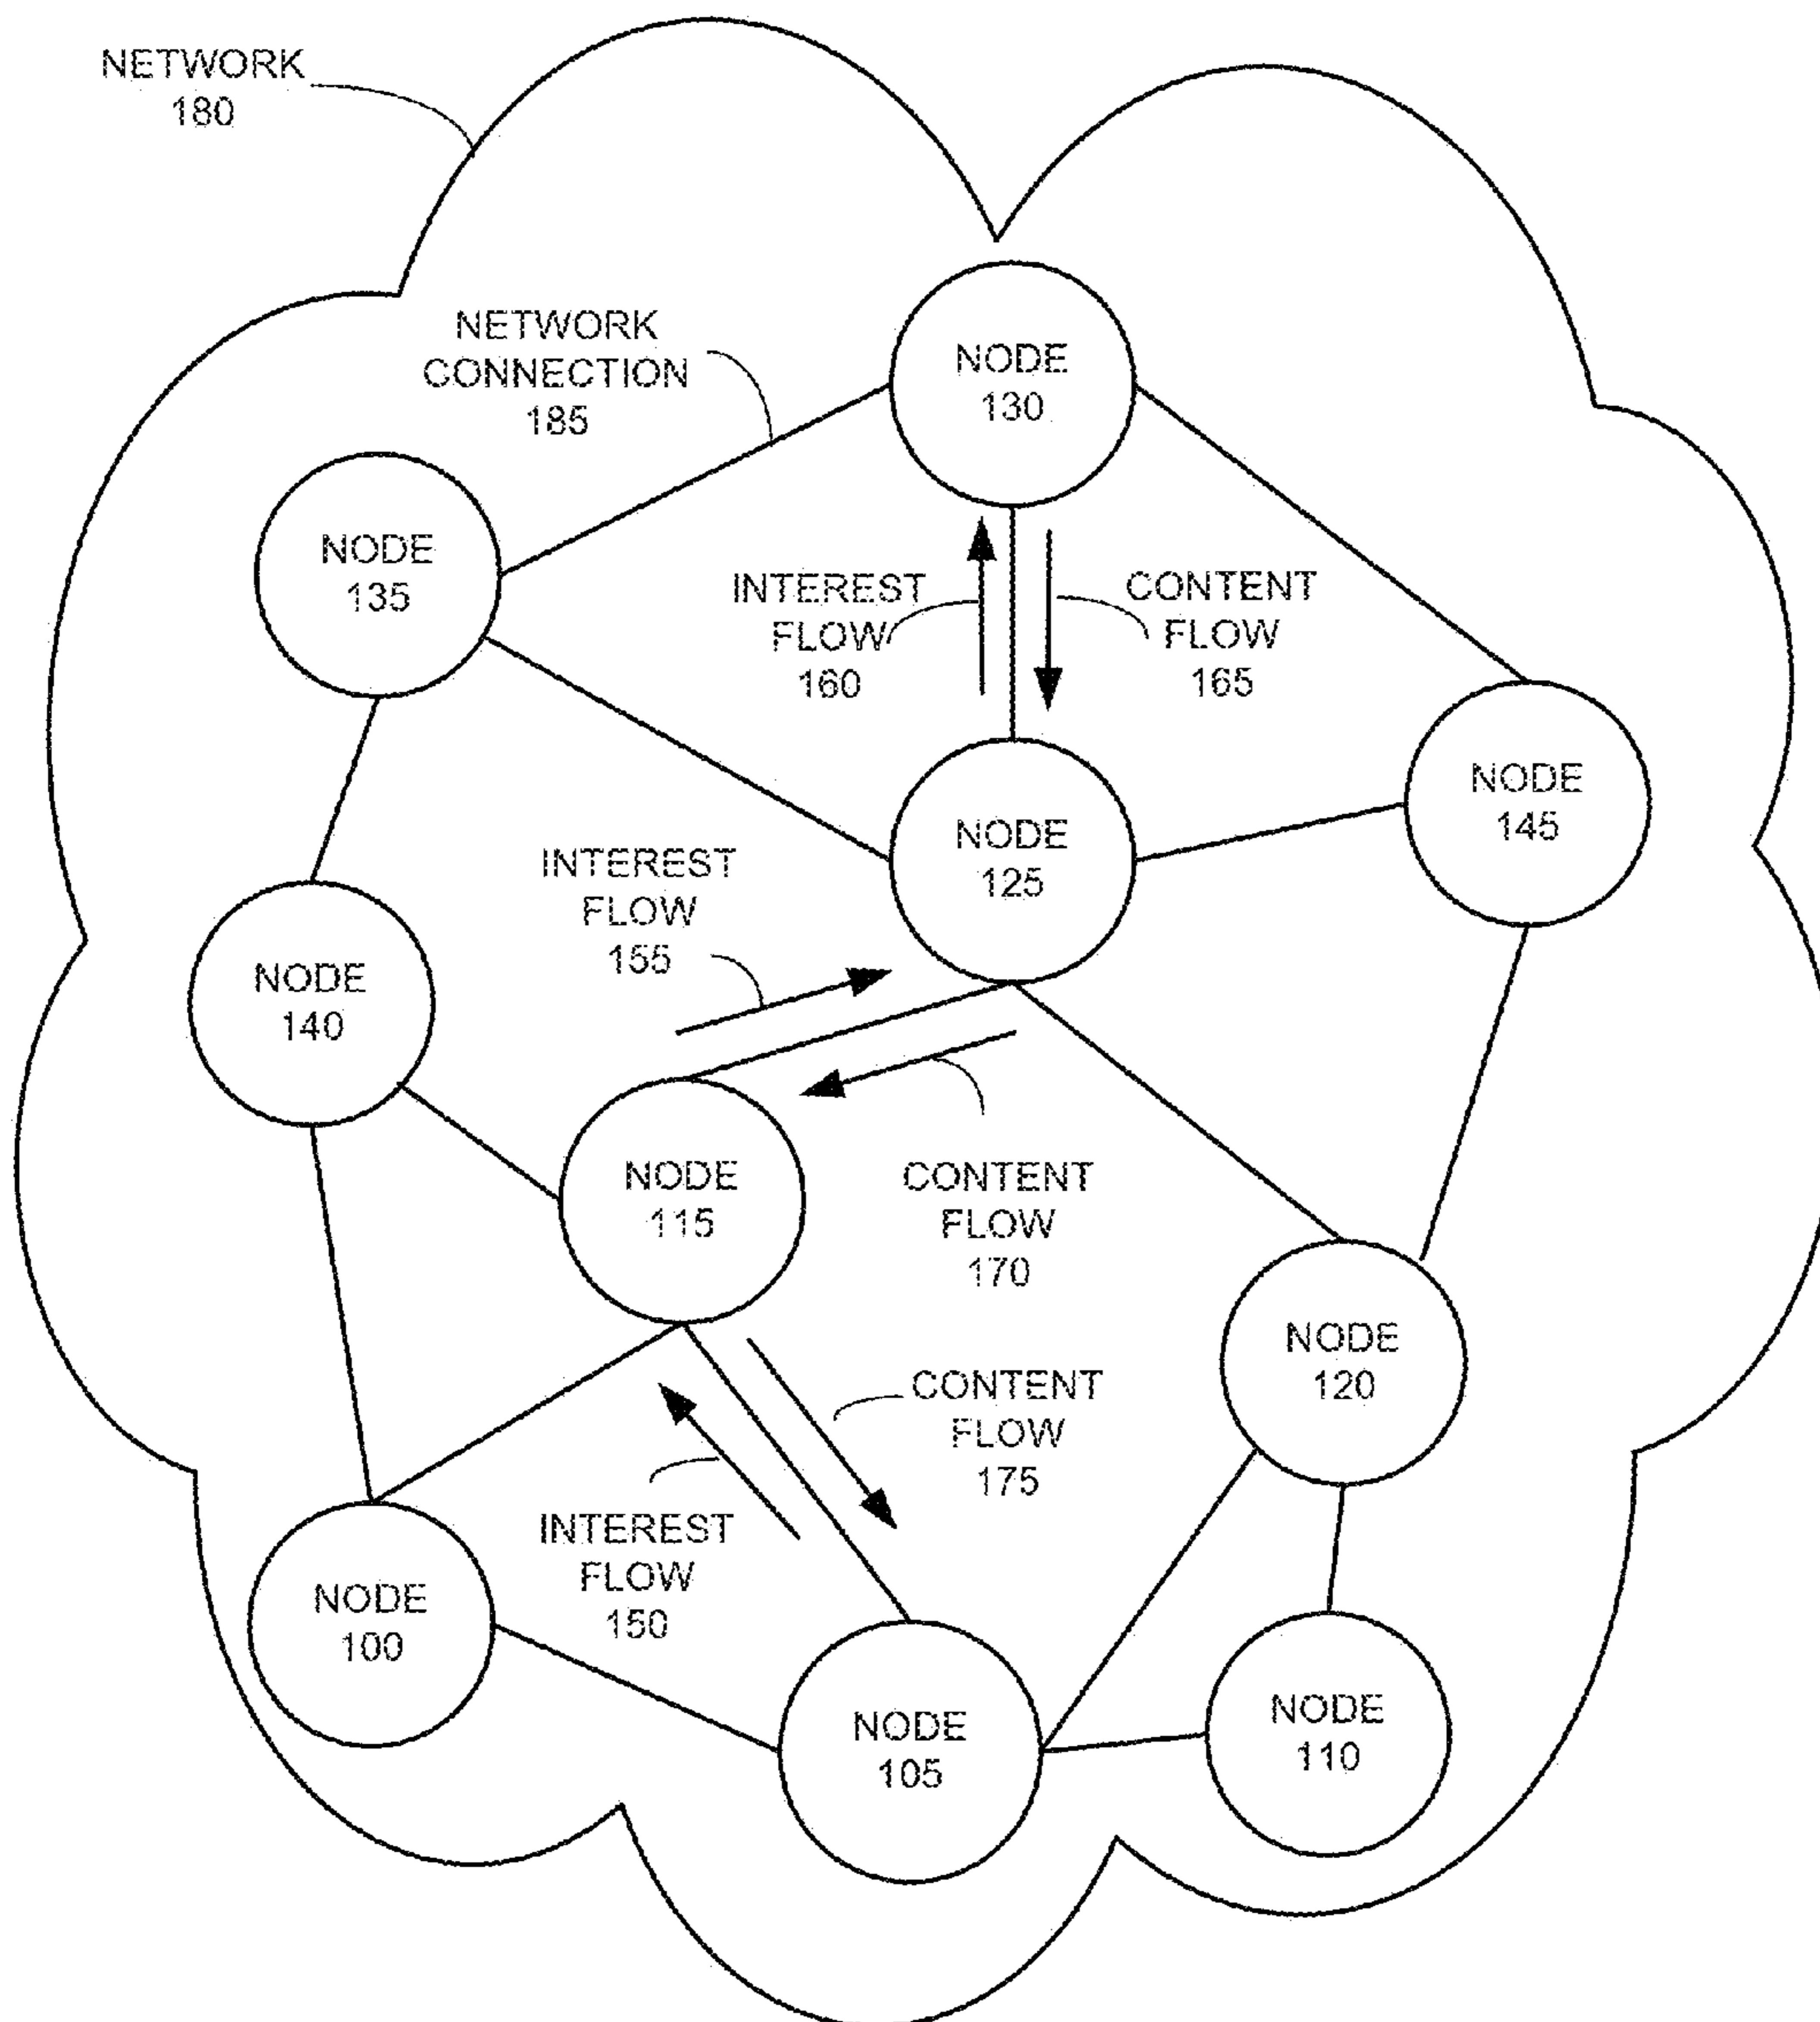 NETWORK
180
NETWORK
CONNECTION
185
NODE
130
NODE
135
INTEREST
FLOW
160
CONTENT
FLOW
165
NODE
145
NODE
125
INTEREST
FLOW
155
NODE
140
NODE
115
CONTENT
FLOW
170
NODE
120
CONTENT
FLOW
175
INTEREST
FLOW
150
NODE
100
NODE
105
NODE
110